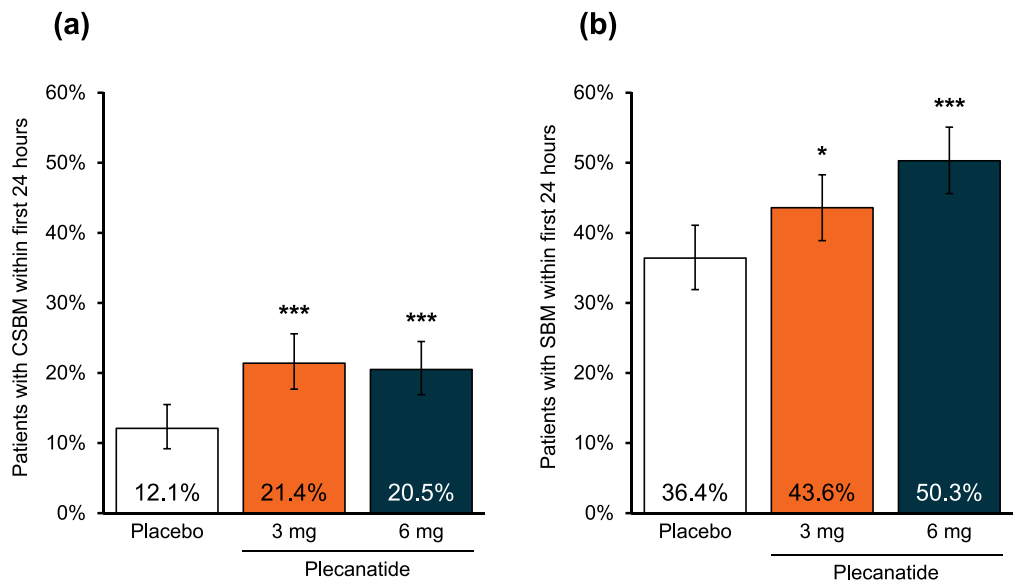 (a)
Patients with CSBM within first 24 hours
60%
50%
40%
30%
20%
10%
0%
***
***
12.1%
21.4%
20.5%
Placebo
3 mg
6 mg
Plecanatide
(b)
Patients with SBM within first 24 hours
60%
50%
40%
30%
20%
10%
0%
*
***
36.4%
43.6%
50.3%
Placebo
3 mg
6 mg
Plecanatide